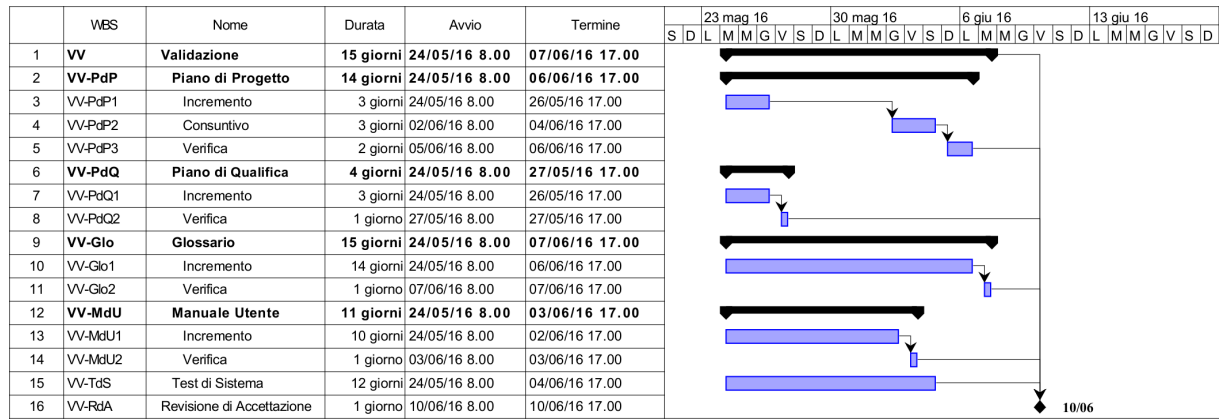 WBS Nome Durata Avvio Termine 23 mag 16 30 mag 16 6 giu 16 13 giu 16
S D L M M G V S D L M M G V S D L M M G V S D L M M G V S D
1 VV Validazione 15 giorni 24/05/16 8.00 07/06/16 17.00
2 VV-PdP Piano di Progetto 14 giorni 24/05/16 8.00 06/06/16 17.00
3 VV-PdP1 Incremento 3 giorni 24/05/16 8.00 26/05/16 17.00
4 VV-PdP2 Consuntivo 3 giorni 02/06/16 8.00 04/06/16 17.00
5 VV-PdP3 Verifica 2 giorni 05/06/16 8.00 06/06/16 17.00
6 VV-PdQ Piano di Qualifica 4 giorni 24/05/16 8.00 27/05/16 17.00
7 VV-PdQ1 Incremento 3 giorni 24/05/16 8.00 26/05/16 17.00
8 VV-PdQ2 Verifica 1 giorno 27/05/16 8.00 27/05/16 17.00
9 VV-Glo Glossario 15 giorni 24/05/16 8.00 07/06/16 17.00
10 VV-Glo1 Incremento 14 giorni 24/05/16 8.00 06/06/16 17.00
11 VV-Glo2 Verifica 1 giorno 07/06/16 8.00 07/06/16 17.00
12 VV-MdU Manuale Utente 11 giorni 24/05/16 8.00 03/06/16 17.00
13 VV-MdU1 Incremento 10 giorni 24/05/16 8.00 02/06/16 17.00
14 VV-MdU2 Verifica 1 giorno 03/06/16 8.00 03/06/16 17.00
15 VV-TdS Test di Sistema 12 giorni 24/05/16 8.00 04/06/16 17.00
16 VV-RdA Revisione di Accettazione 1 giorno 10/06/16 8.00 10/06/16 17.00 10/06